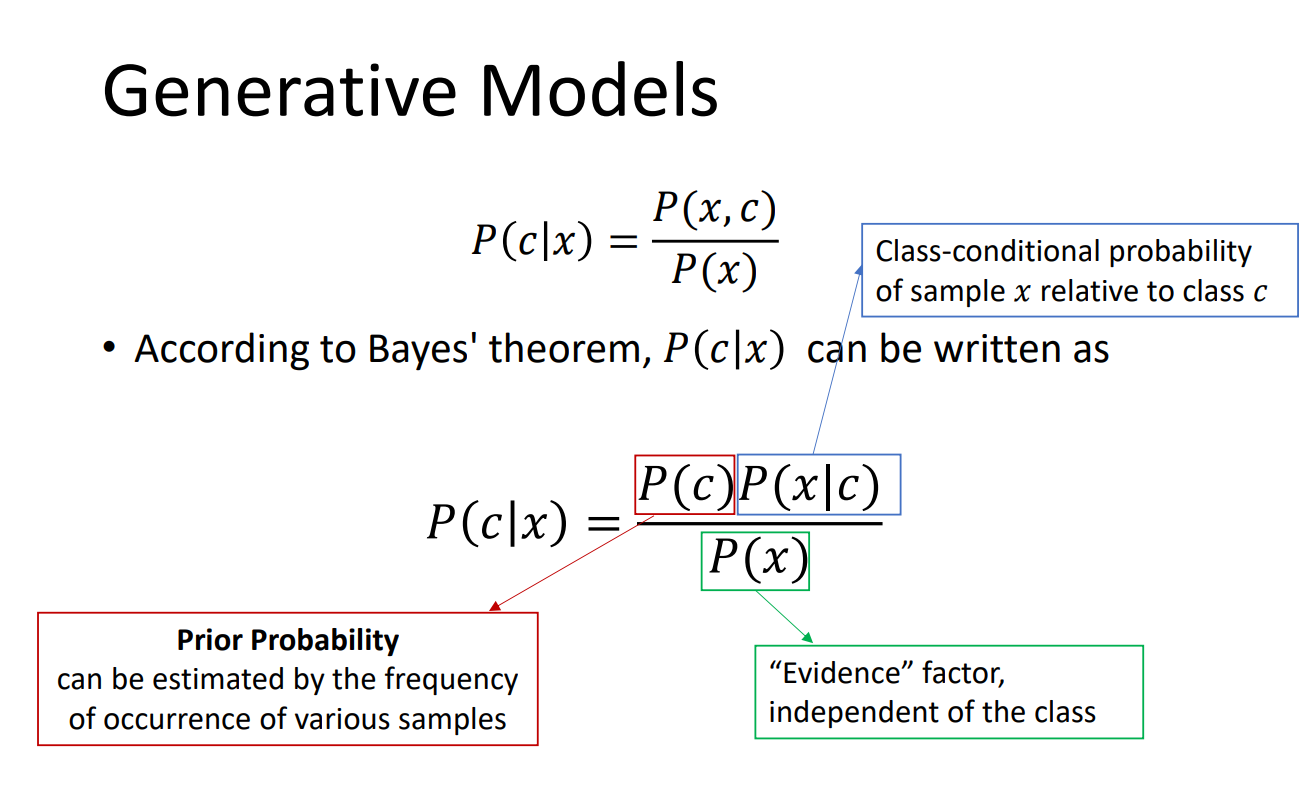 Generative Models
P(c|x) = P(x, c) / P(x)
Class-conditional probability
of sample x relative to class c
• According to Bayes' theorem, P(c|x) can be written as
P(c|x) = P(c)P(x|c) / P(x)
Prior Probability
can be estimated by the frequency
of occurrence of various samples
“Evidence” factor,
independent of the class